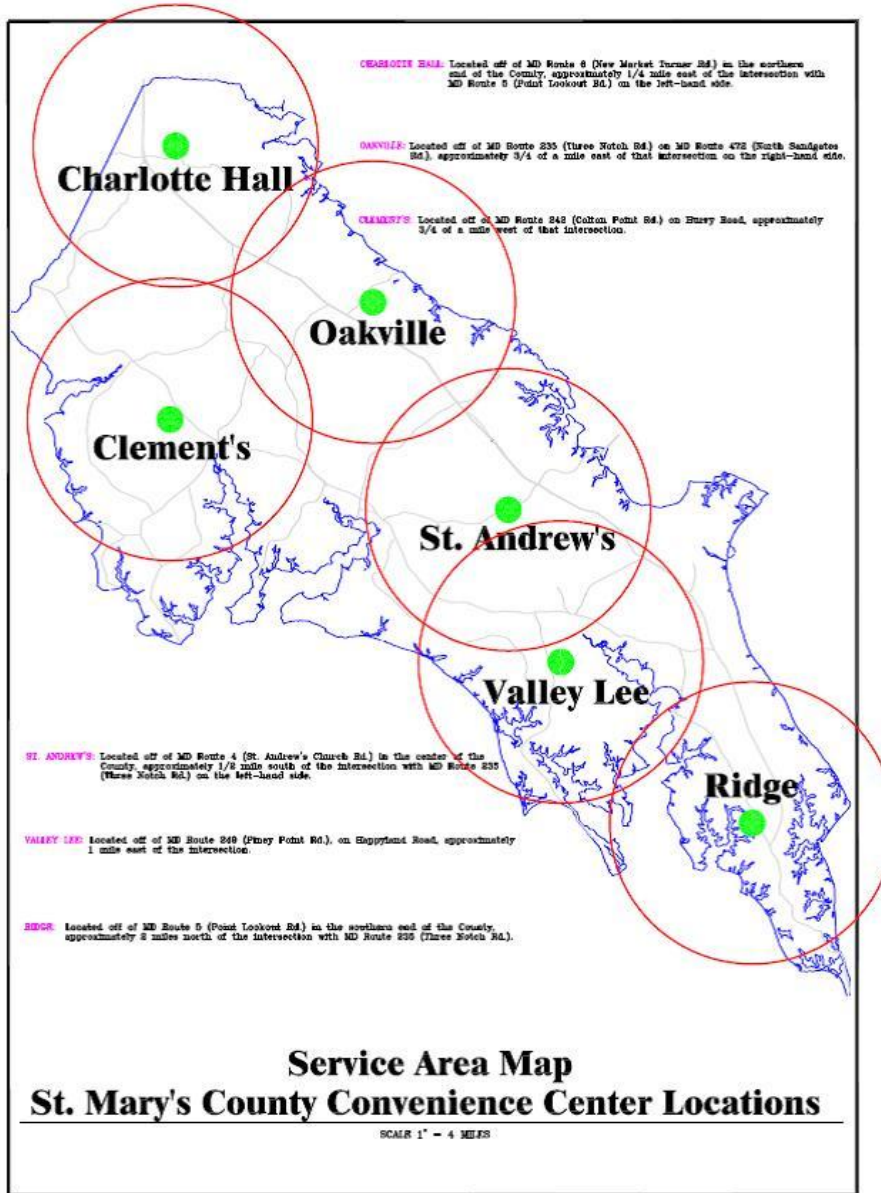 CHARLOTTE HALL: Located off of MD Route 6 (New Market Turner Rd.) in the northern
end of the County, approximately 1/4 mile east of the intersection with
MD Route 5 (Point Lookout Rd.) on the left-hand side.
Charlotte Hall
OAKVILLE: Located off of MD Route 235 (Three Notch Rd.) on MD Route 472 (North Sandgates
Rd.), approximately 3/4 of a mile east of that intersection on the right-hand side.
CLEMENT'S: Located off of MD Route 242 (Colton Point Rd.) on Hurry Road, approximately
3/4 of a mile west of that intersection.
Oakville
Clement's
St. Andrew's
Valley Lee
ST. ANDREW'S: Located off of MD Route 4 (St. Andrew's Church Rd.) in the center of the
County, approximately 1/2 mile south of the intersection with MD Route 235
(Three Notch Rd.) on the left-hand side.
Ridge
VALLEY LEE: Located off of MD Route 249 (Piney Point Rd.), on Happyland Road, approximately
1 mile east of the intersection.
RIDGE: Located off of MD Route 5 (Point Lookout Rd.) in the southern end of the County,
approximately 2 miles north of the intersection with MD Route 235 (Three Notch Rd.).
Service Area Map
St. Mary's County Convenience Center Locations
SCALE 1" = 4 MILES